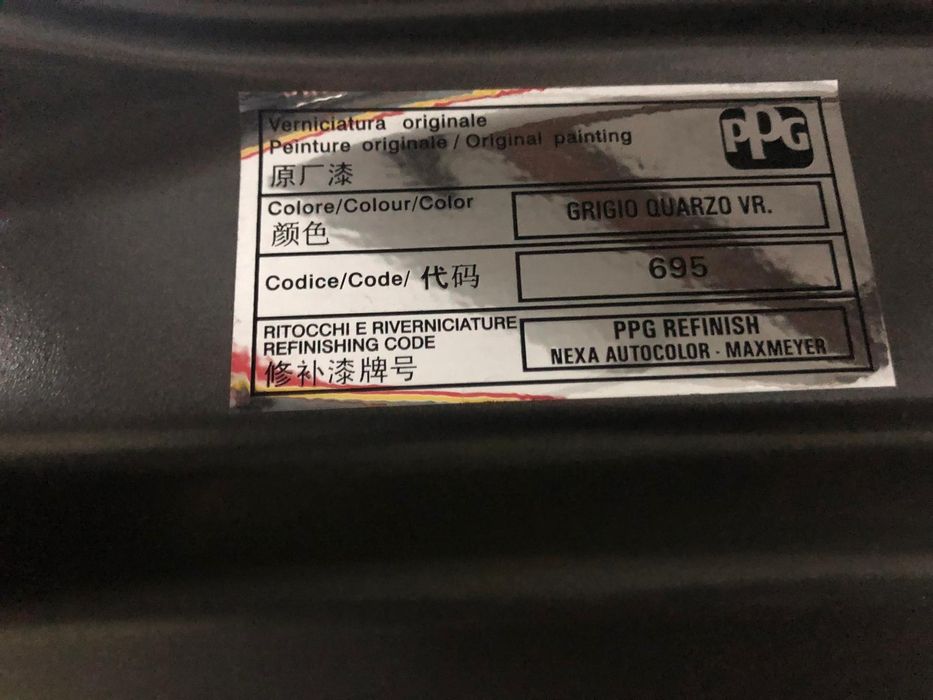 Verniciatura originale
Peinture originale / Original painting
原厂漆
PPG
Colore/Colour/Color
颜色
GRIGIO QUARZO VR.
Codice/Code/ 代码
695
RITOCCHI E RIVERNICIATURE
REFINISHING CODE
修补漆牌号
PPG REFINISH
NEXA AUTOCOLOR - MAXMEYER